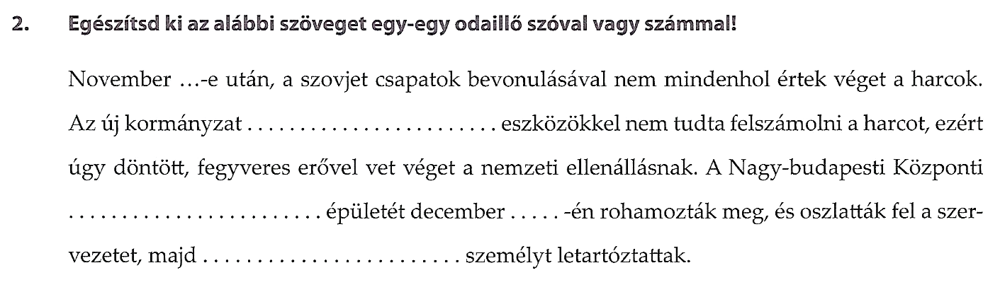 2. Egészítsd ki az alábbi szöveget egy-egy odaillő szóval vagy számmal!
November ...-e után, a szovjet csapatok bevonulásával nem mindenhol értek véget a harcok.
Az új kormányzat ........................ eszközökkel nem tudta felszámolni a harcot, ezért
úgy döntött, fegyveres erővel vet véget a nemzeti ellenállásnak. A Nagy-budapesti Központi
........................ épületét december ..... -én rohamozták meg, és oszlatták fel a szer-
vezetet, majd ........................ személyt letartóztattak.